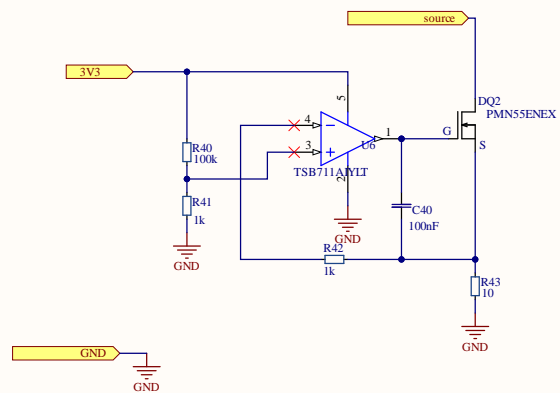 source
3V3
DQ2
PMN55ENEX
G
S
5
4
3
1
2
U6
TSB711AIYLT
R40
100k
R41
1k
GND
GND
C40
100nF
R42
1k
R43
10
GND
GND
GND